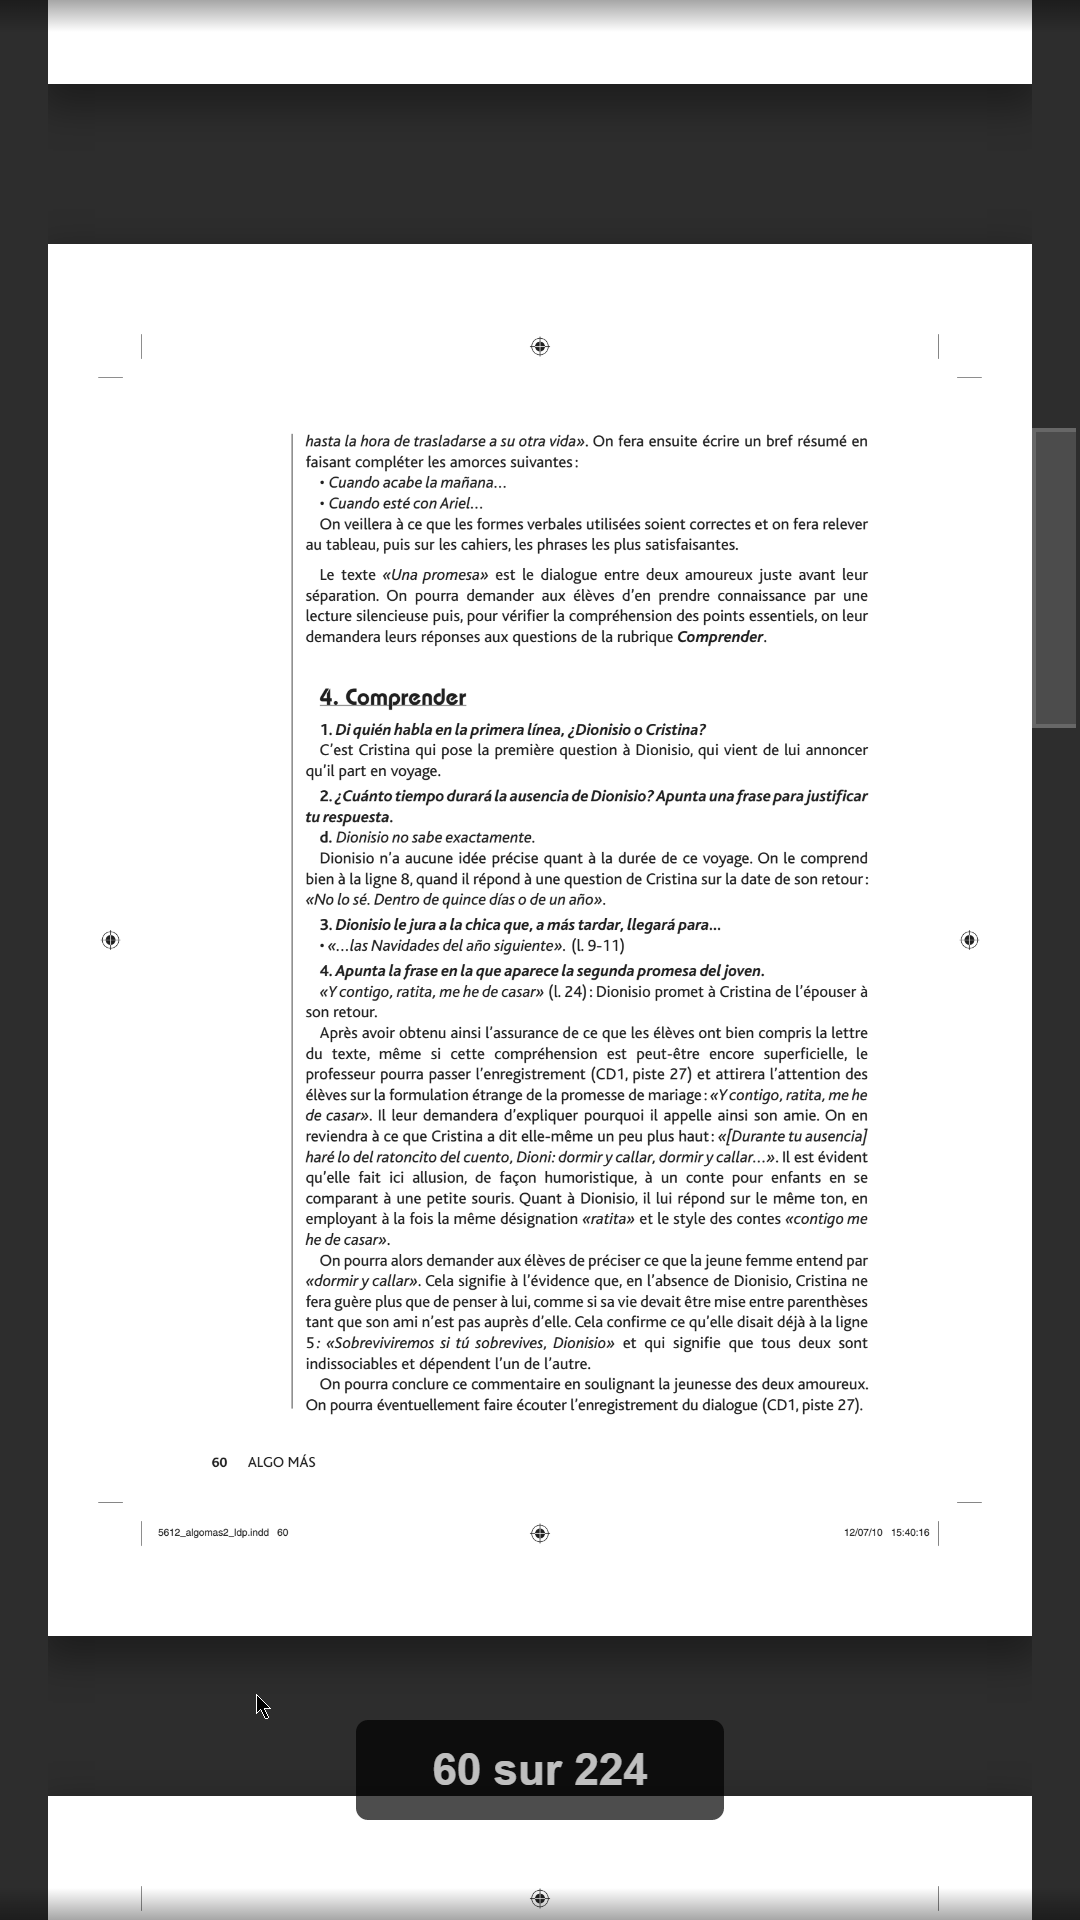 hasta la hora de trasladarse a su otra vida». On fera ensuite écrire un bref résumé en
faisant compléter les amorces suivantes :
• Cuando acabe la mañana…
• Cuando esté con Ariel…
On veillera à ce que les formes verbales utilisées soient correctes et on fera relever
au tableau, puis sur les cahiers, les phrases les plus satisfaisantes.
Le texte «Una promesa» est le dialogue entre deux amoureux juste avant leur
séparation. On pourra demander aux élèves d’en prendre connaissance par une
lecture silencieuse puis, pour vérifier la compréhension des points essentiels, on leur
demandera leurs réponses aux questions de la rubrique Comprender.
4. Comprender
1. Di quién habla en la primera línea, ¿Dionisio o Cristina?
C’est Cristina qui pose la première question à Dionisio, qui vient de lui annoncer
qu’il part en voyage.
2. ¿Cuánto tiempo durará la ausencia de Dionisio? Apunta una frase para justificar
tu respuesta.
d. Dionisio no sabe exactamente.
Dionisio n’a aucune idée précise quant à la durée de ce voyage. On le comprend
bien à la ligne 8, quand il répond à une question de Cristina sur la date de son retour :
«No lo sé. Dentro de quince días o de un año».
3. Dionisio le jura a la chica que, a más tardar, llegará para…
• «…las Navidades del año siguiente». (l. 9-11)
4. Apunta la frase en la que aparece la segunda promesa del joven.
«Y contigo, ratita, me he de casar» (l. 24) : Dionisio promet à Cristina de l’épouser à
son retour.
Après avoir obtenu ainsi l’assurance de ce que les élèves ont bien compris la lettre
du texte, même si cette compréhension est peut-être encore superficielle, le
professeur pourra passer l’enregistrement (CD1, piste 27) et attirera l’attention des
élèves sur la formulation étrange de la promesse de mariage : «Y contigo, ratita, me he
de casar». Il leur demandera d’expliquer pourquoi il appelle ainsi son amie. On en
reviendra à ce que Cristina a dit elle-même un peu plus haut : «[Durante tu ausencia]
haré lo del ratoncito del cuento, Dioni: dormir y callar, dormir y callar…». Il est évident
qu’elle fait ici allusion, de façon humoristique, à un conte pour enfants en se
comparant à une petite souris. Quant à Dionisio, il lui répond sur le même ton, en
employant à la fois la même désignation «ratita» et le style des contes «contigo me
he de casar».
On pourra alors demander aux élèves de préciser ce que la jeune femme entend par
«dormir y callar». Cela signifie à l’évidence que, en l’absence de Dionisio, Cristina ne
fera guère plus que de penser à lui, comme si sa vie devait être mise entre parenthèses
tant que son ami n’est pas auprès d’elle. Cela confirme ce qu’elle disait déjà à la ligne
5 : «Sobreviviremos si tú sobrevives, Dionisio» et qui signifie que tous deux sont
indissociables et dépendent l’un de l’autre.
On pourra conclure ce commentaire en soulignant la jeunesse des deux amoureux.
On pourra éventuellement faire écouter l’enregistrement du dialogue (CD1, piste 27).
60 ALGO MÁS
5612_algomas2_ldp.indd 60 12/07/10 15:40:16
60 sur 224